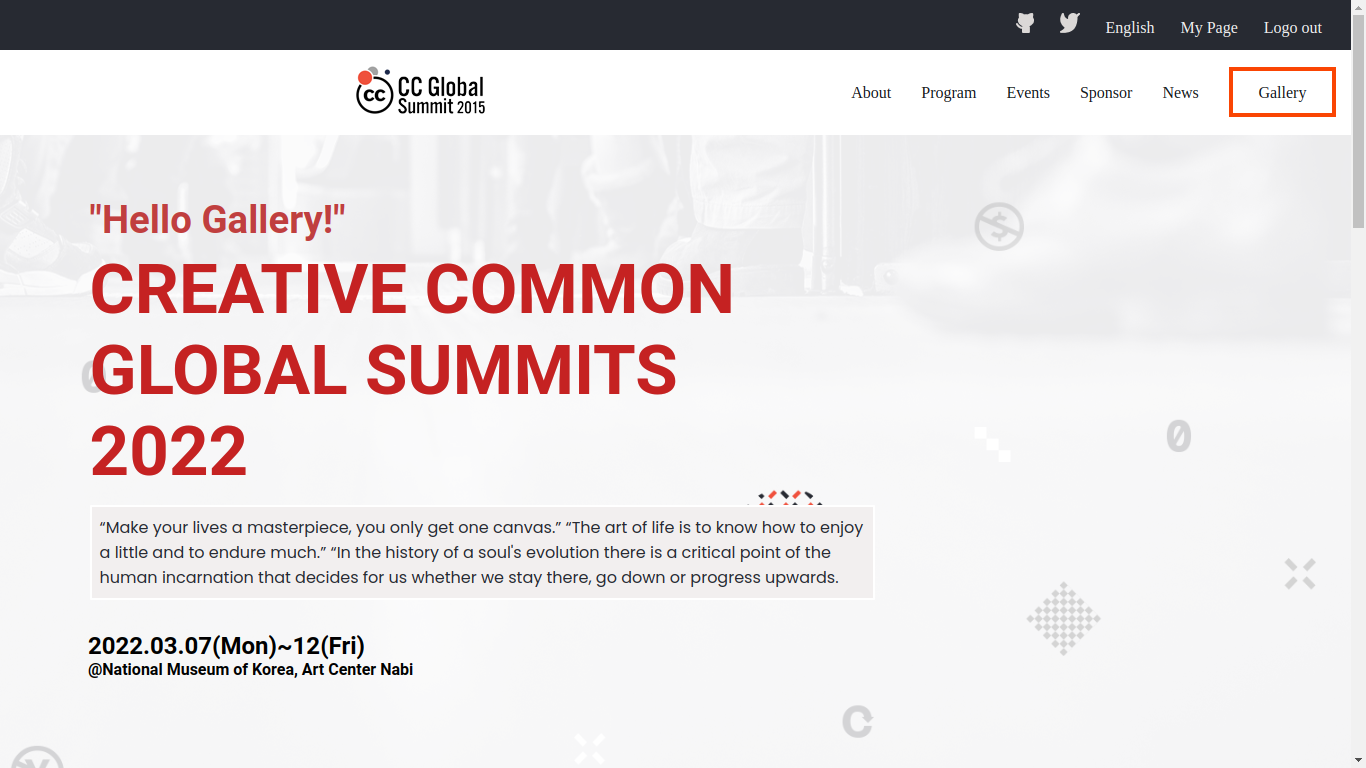 English My Page Logo out
CC Global
Summit 2015
About Program Events Sponsor News Gallery
"Hello Gallery!"
CREATIVE COMMON
GLOBAL SUMMITS
2022
“Make your lives a masterpiece, you only get one canvas.” “The art of life is to know how to enjoy
a little and to endure much.” “In the history of a soul's evolution there is a critical point of the
human incarnation that decides for us whether we stay there, go down or progress upwards.
2022.03.07(Mon)~12(Fri)
@National Museum of Korea, Art Center Nabi